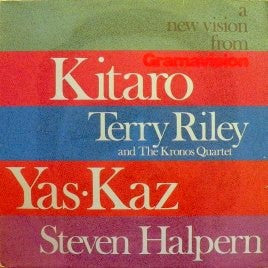 a
new vision
from
Gramavision
Kitaro
Terry Riley
and The Kronos Quartet
Yas·Kaz
Steven Halpern